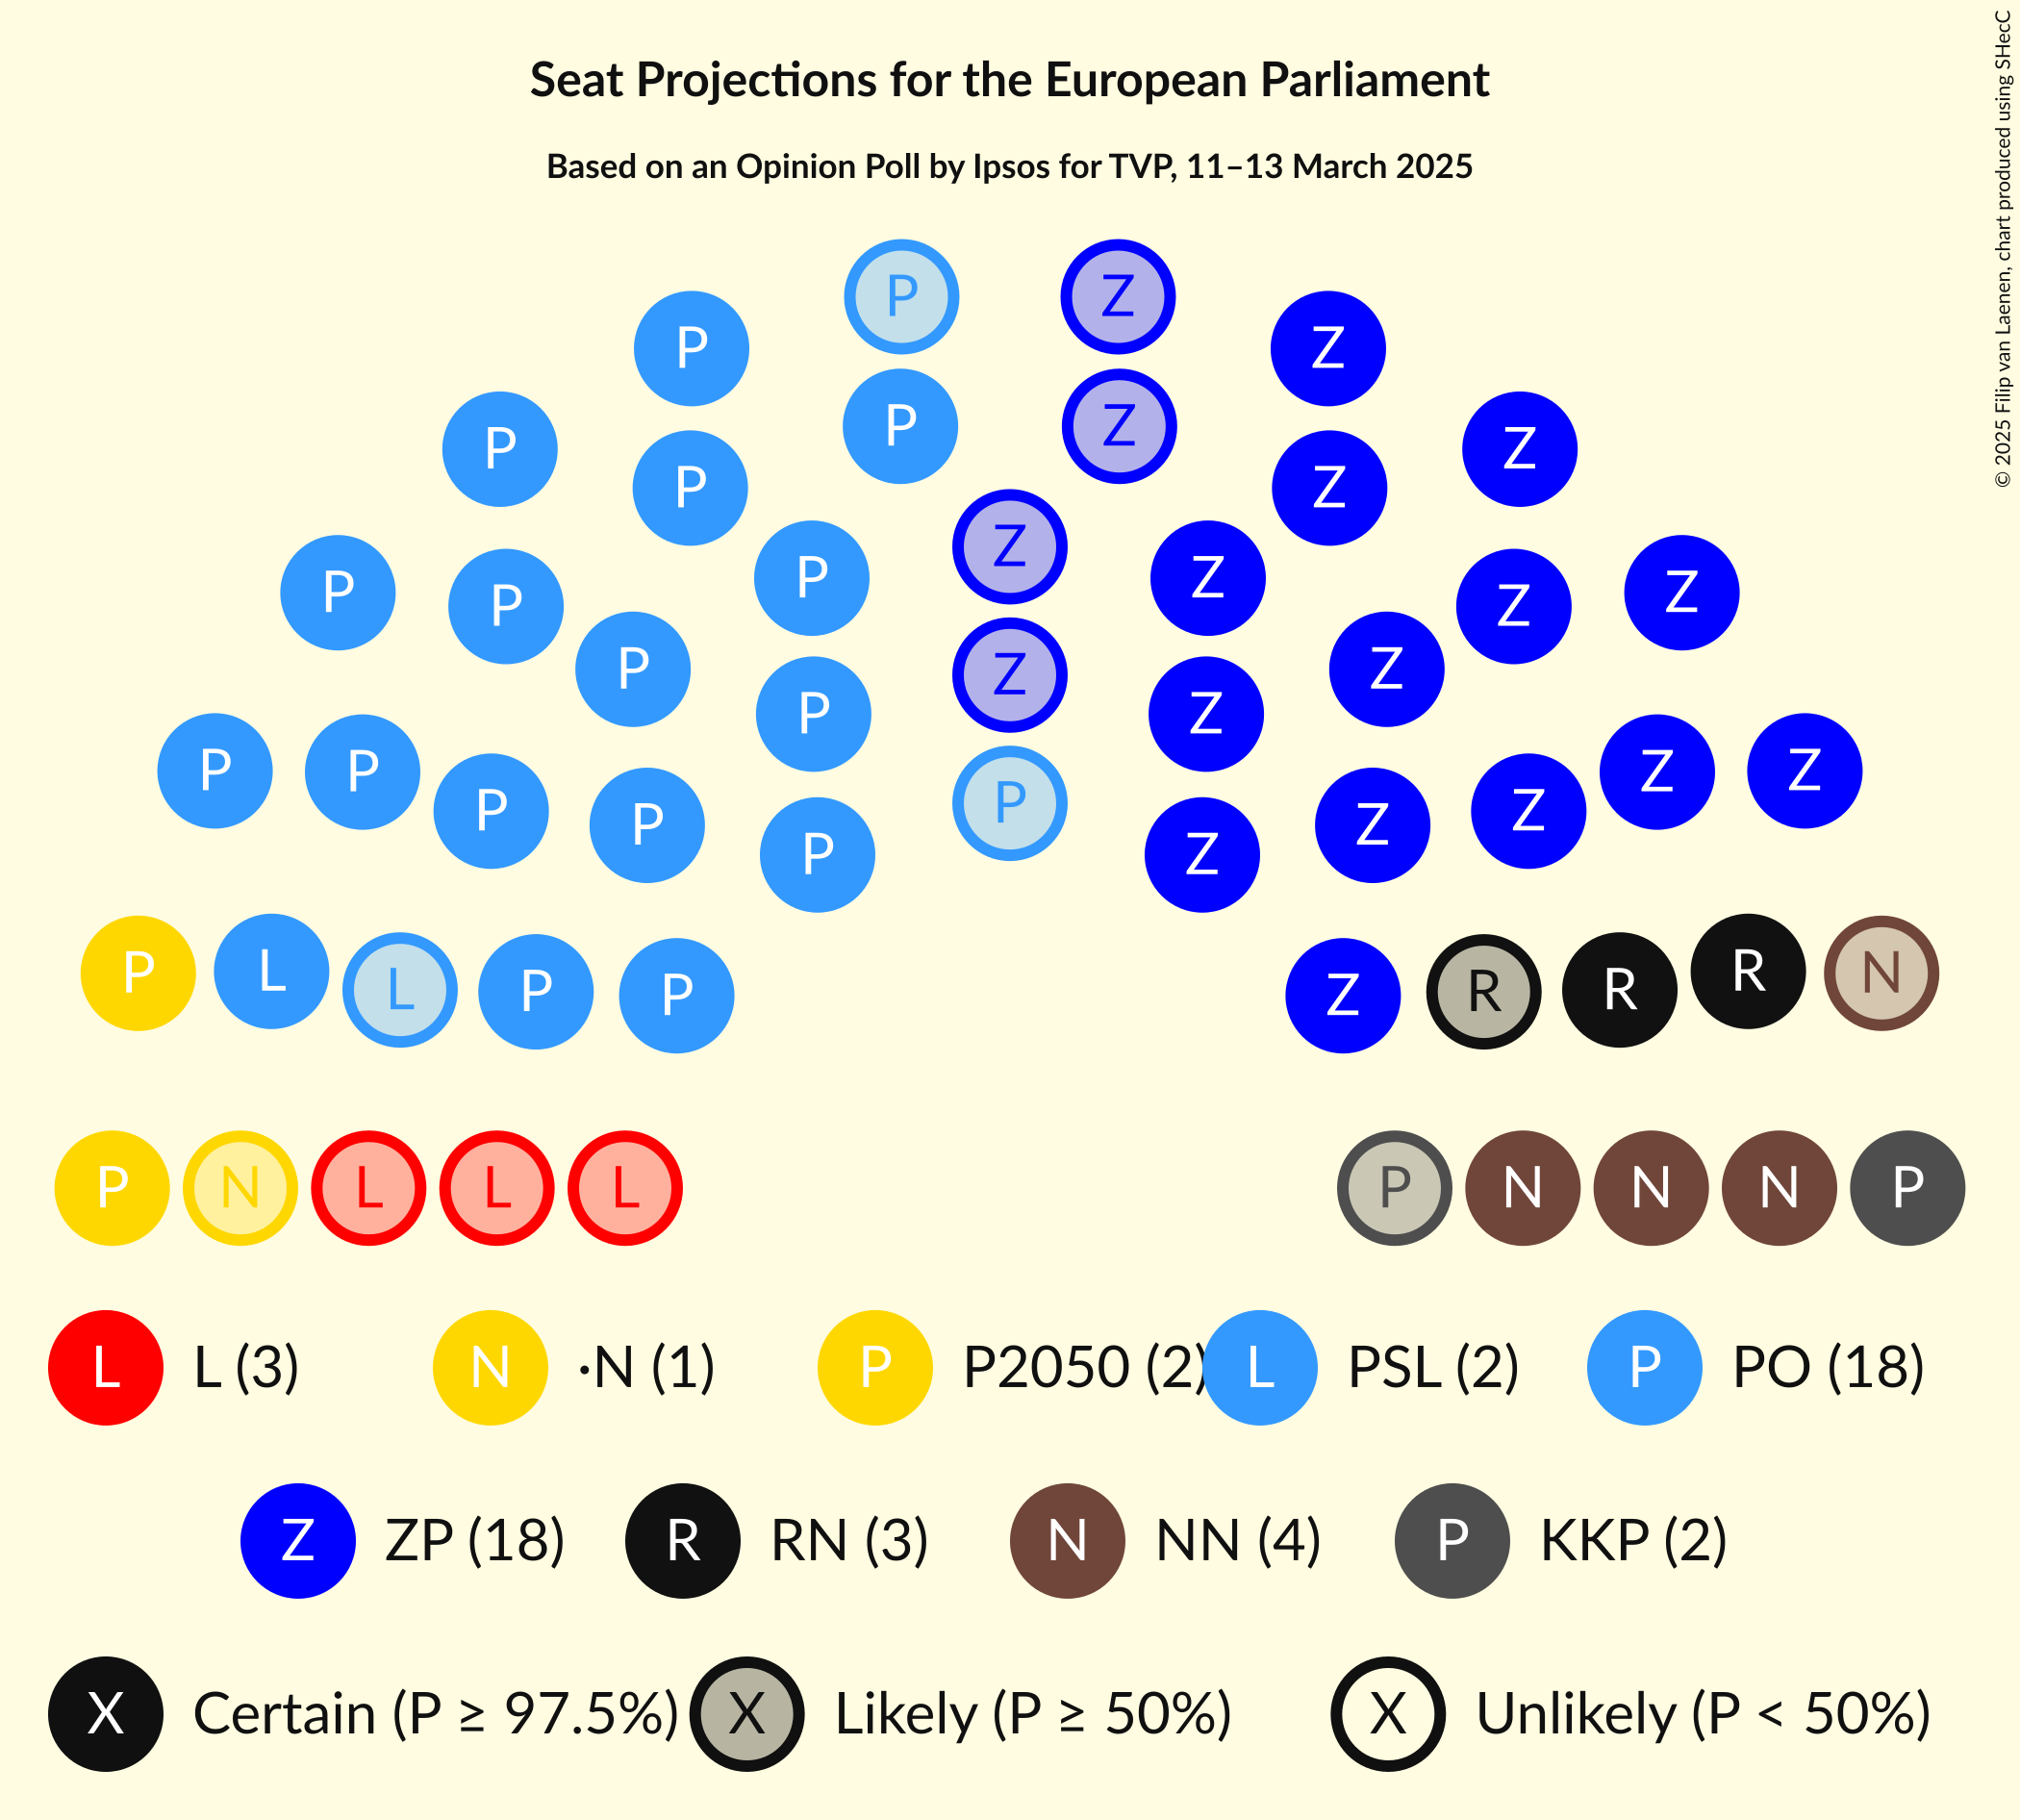 Seat Projections for the European Parliament
Based on an Opinion Poll by Ipsos for TVP, 11–13 March 2025
© 2025 Filip van Laenen, chart produced using SHecC
P Z
P Z
P P Z
P Z Z
P Z
P P Z Z
P P Z Z
P Z Z
P P Z Z
P P Z Z
P P Z Z
P P Z Z
P P Z Z
P L L P P Z R R R N
P N L L L P N N N P
L L (3) N ·N (1) P P2050 (2) L PSL (2) P PO (18)
Z ZP (18) R RN (3) N NN (4) P KKP (2)
X Certain (P ≥ 97.5%) X Likely (P ≥ 50%) X Unlikely (P < 50%)